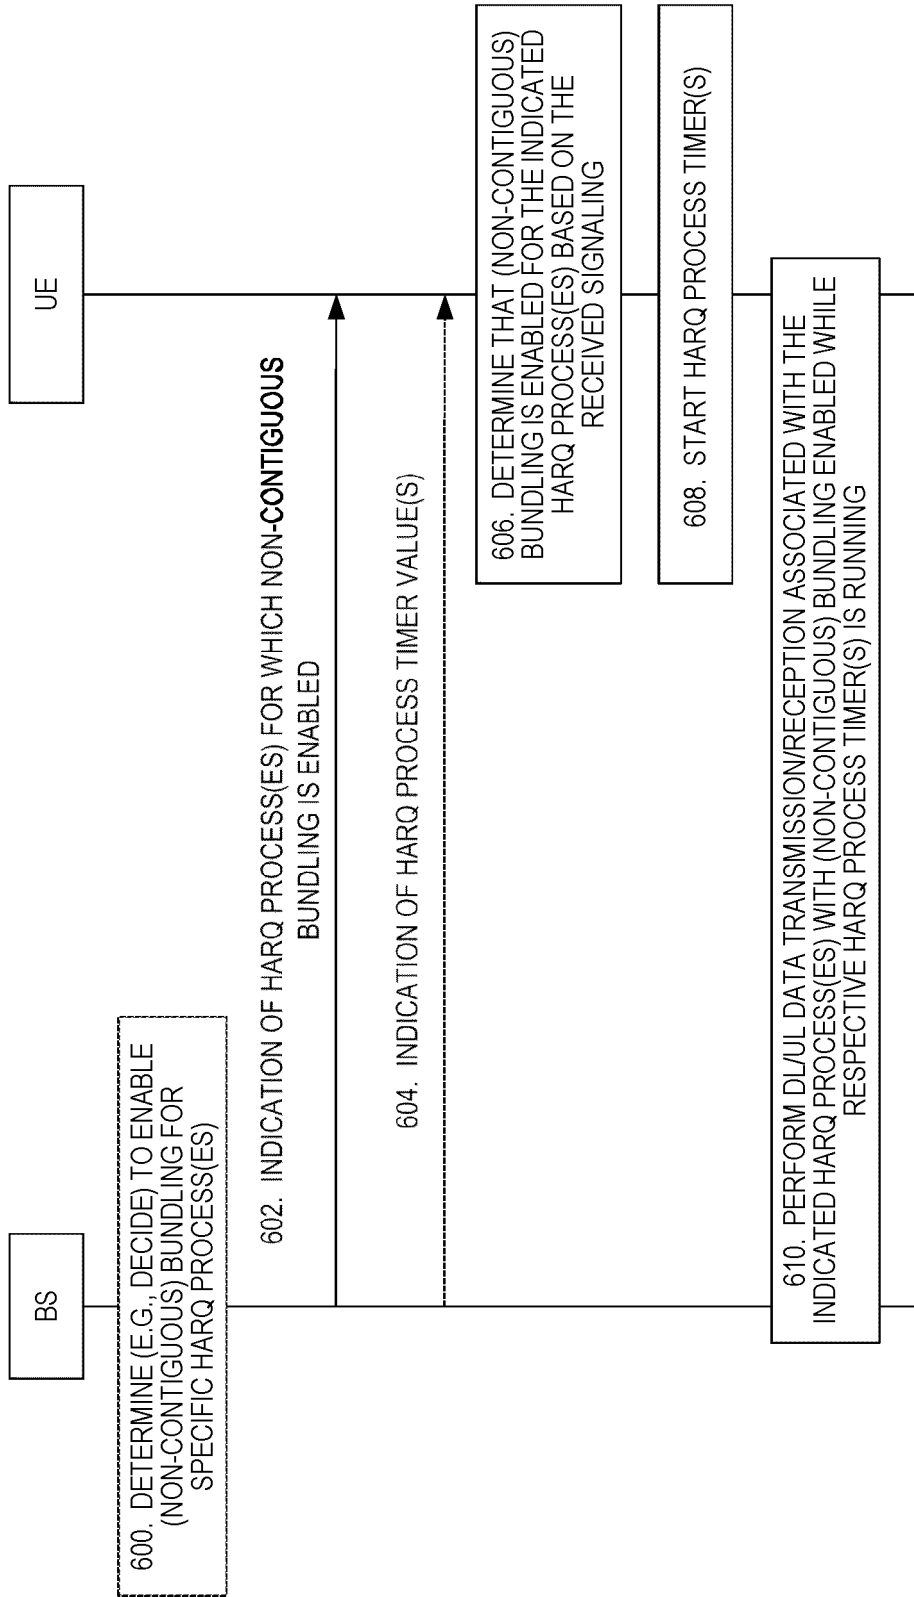 BS
UE
600. DETERMINE (E.G., DECIDE) TO ENABLE
(NON-CONTIGUOUS) BUNDLING FOR
SPECIFIC HARQ PROCESS(ES)
602. INDICATION OF HARQ PROCESS(ES) FOR WHICH NON-CONTIGUOUS
BUNDLING IS ENABLED
604. INDICATION OF HARQ PROCESS TIMER VALUE(S)
606. DETERMINE THAT (NON-CONTIGUOUS)
BUNDLING IS ENABLED FOR THE INDICATED
HARQ PROCESS(ES) BASED ON THE
RECEIVED SIGNALING
608. START HARQ PROCESS TIMER(S)
610. PERFORM DL/UL DATA TRANSMISSION/RECEPTION ASSOCIATED WITH THE
INDICATED HARQ PROCESS(ES) WITH (NON-CONTIGUOUS) BUNDLING ENABLED WHILE
RESPECTIVE HARQ PROCESS TIMER(S) IS RUNNING